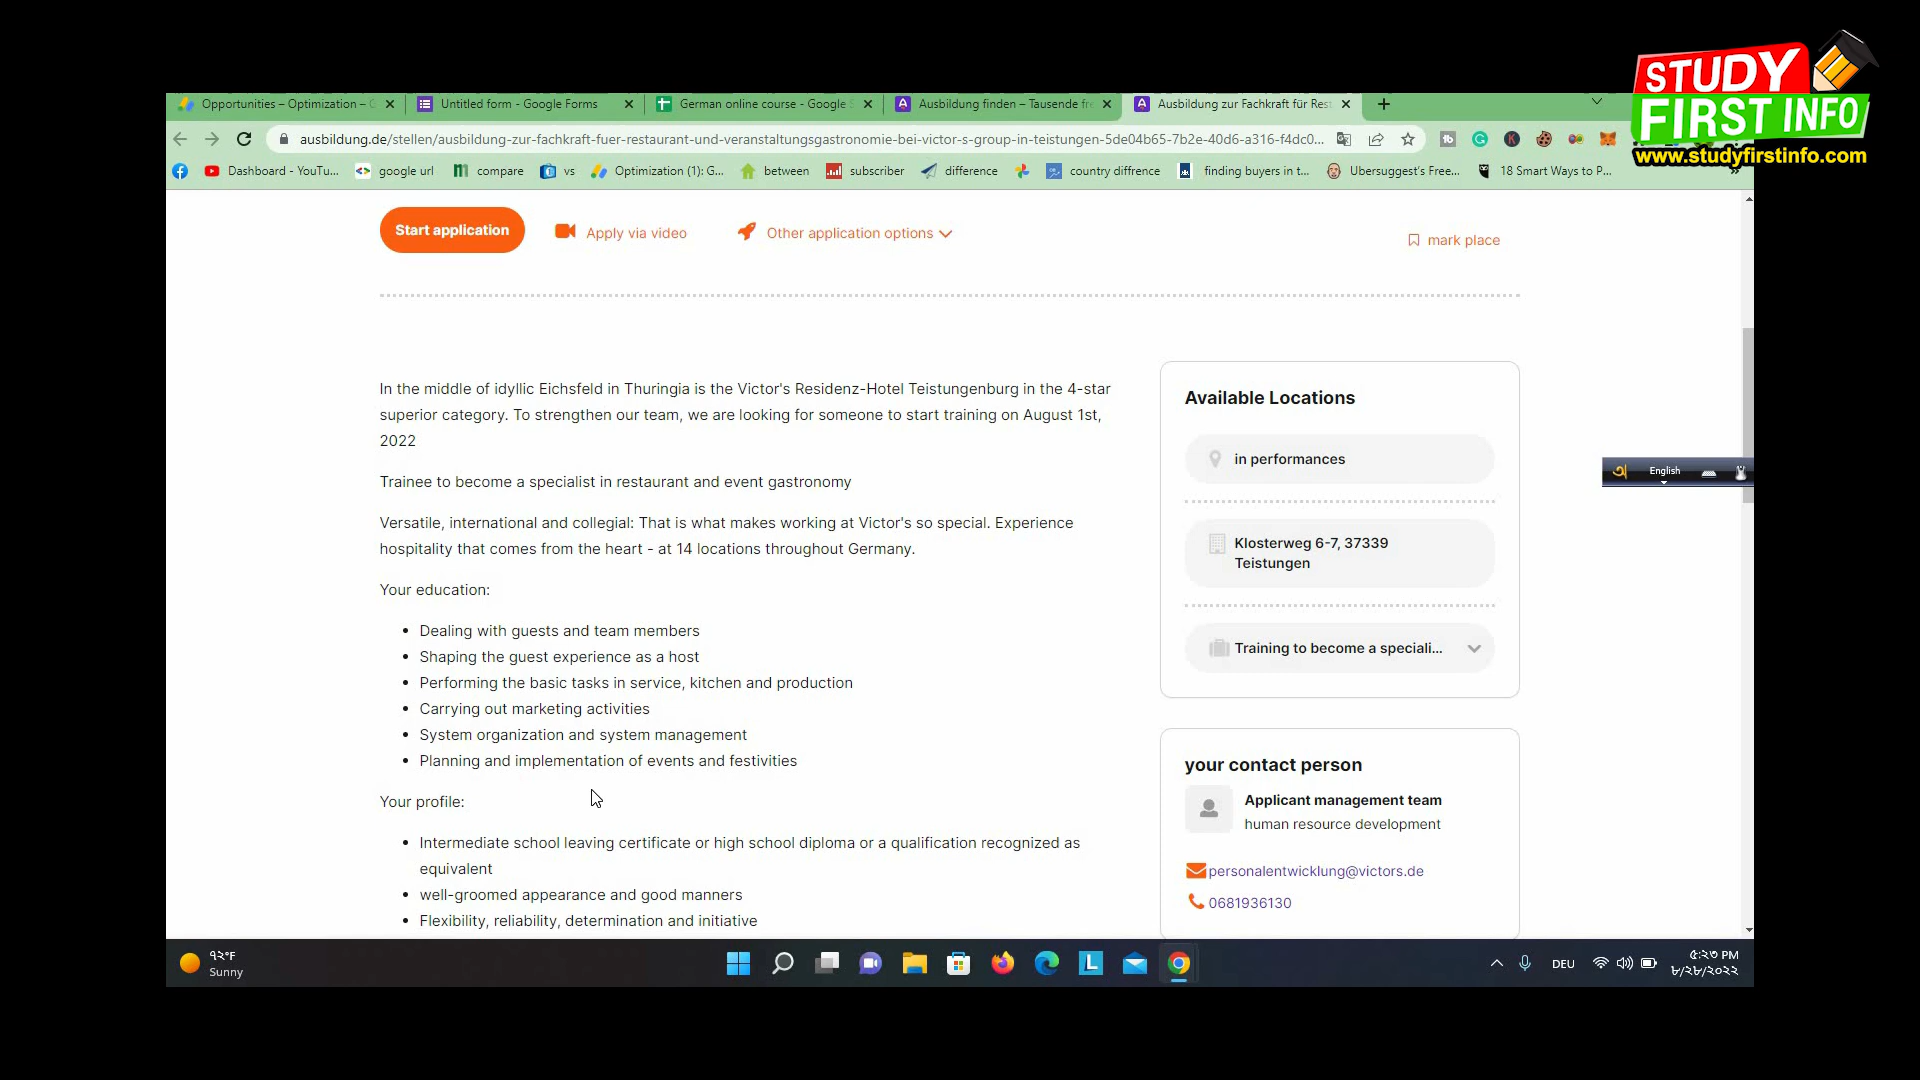 STUDY
FIRST INFO
www.studyfirstinfo.com
Opportunities – Optimization – G
Untitled form - Google Forms
German online course - Google S
Ausbildung finden – Tausende fre
Ausbildung zur Fachkraft für Rest
ausbildung.de/stellen/ausbildung-zur-fachkraft-fuer-restaurant-und-veranstaltungsgastronomie-bei-victor-s-group-in-teistungen-5de04b65-7b2e-40d6-a316-f4dc0...
Dashboard - YouTu...
google url
compare
vs
Optimization (1): G...
between
subscriber
difference
country diffrence
finding buyers in t...
Ubersuggest's Free...
18 Smart Ways to P...
Start application
Apply via video
Other application options
mark place
In the middle of idyllic Eichsfeld in Thuringia is the Victor's Residenz-Hotel Teistungenburg in the 4-star
superior category. To strengthen our team, we are looking for someone to start training on August 1st,
2022
Trainee to become a specialist in restaurant and event gastronomy
Versatile, international and collegial: That is what makes working at Victor's so special. Experience
hospitality that comes from the heart - at 14 locations throughout Germany.
Your education:
• Dealing with guests and team members
• Shaping the guest experience as a host
• Performing the basic tasks in service, kitchen and production
• Carrying out marketing activities
• System organization and system management
• Planning and implementation of events and festivities
Your profile:
• Intermediate school leaving certificate or high school diploma or a qualification recognized as
equivalent
• well-groomed appearance and good manners
• Flexibility, reliability, determination and initiative
Available Locations
in performances
Klosterweg 6-7, 37339
Teistungen
Training to become a speciali...
your contact person
Applicant management team
human resource development
personalentwicklung@victors.de
0681936130
অ English
৭২°F
Sunny
DEU
৫:২৩ PM
৮/২৮/২০২২